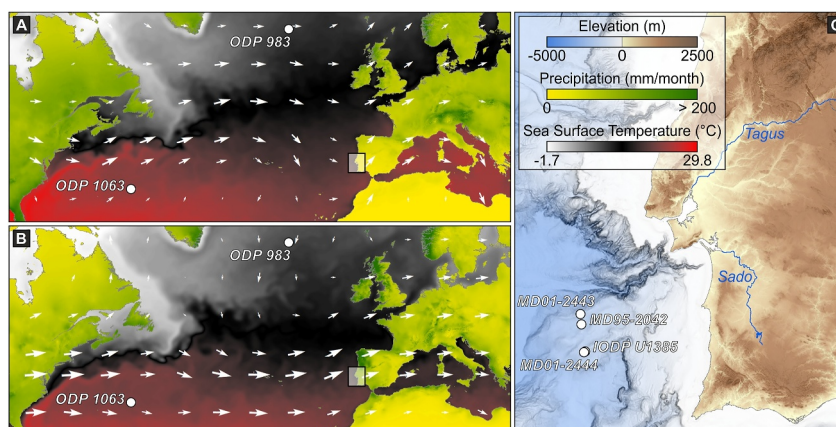 A
ODP 983
ODP 1063
B
ODP 983
ODP 1063
C
Elevation (m)
-5000 0 2500
Precipitation (mm/month)
0 > 200
Sea Surface Temperature (°C)
-1.7 29.8
Tagus
Sado
MD01-2443
MD95-2042
IODP U1385
MD01-2444